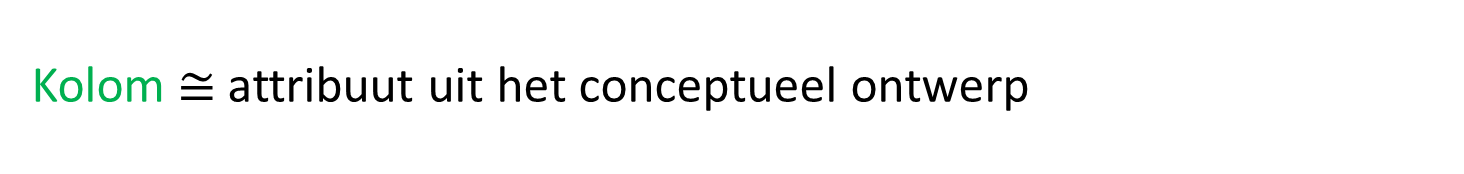 Kolom ≅ attribuut uit het conceptueel ontwerp